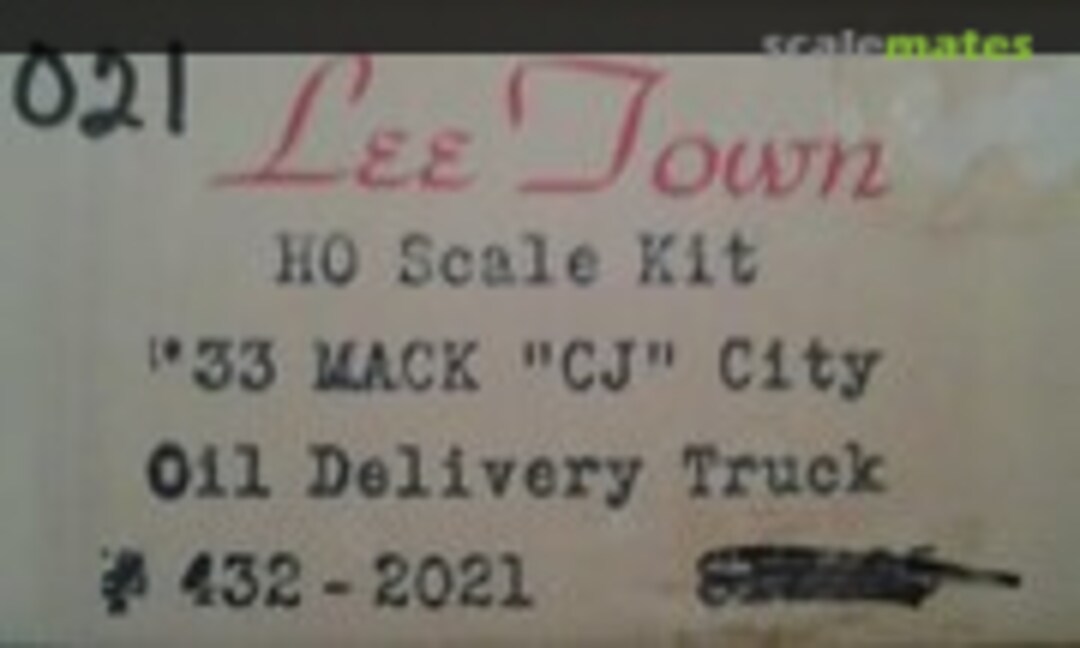 scalemates
021
Lee Town
HO Scale Kit
'33 MACK "CJ" City
Oil Delivery Truck
# 432-2021